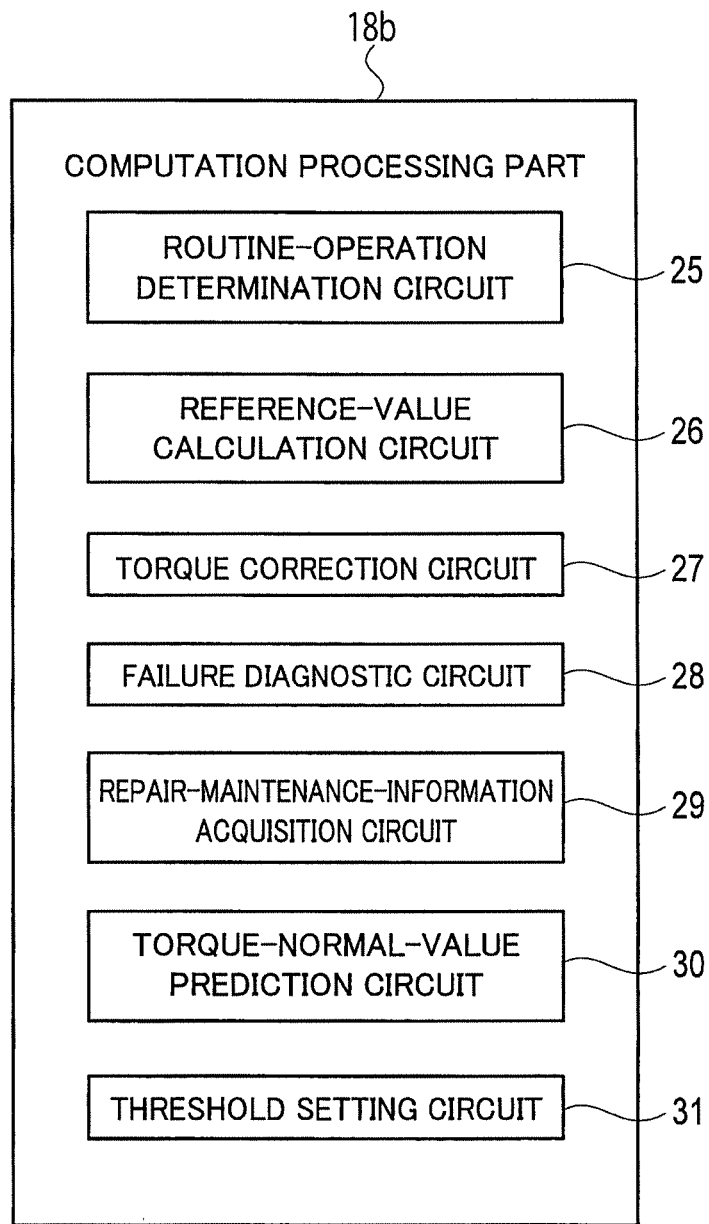 18b
COMPUTATION PROCESSING PART
ROUTINE-OPERATION
DETERMINATION CIRCUIT
25
REFERENCE-VALUE
CALCULATION CIRCUIT
26
TORQUE CORRECTION CIRCUIT
27
FAILURE DIAGNOSTIC CIRCUIT
28
REPAIR-MAINTENANCE-INFORMATION
ACQUISITION CIRCUIT
29
TORQUE-NORMAL-VALUE
PREDICTION CIRCUIT
30
THRESHOLD SETTING CIRCUIT
31